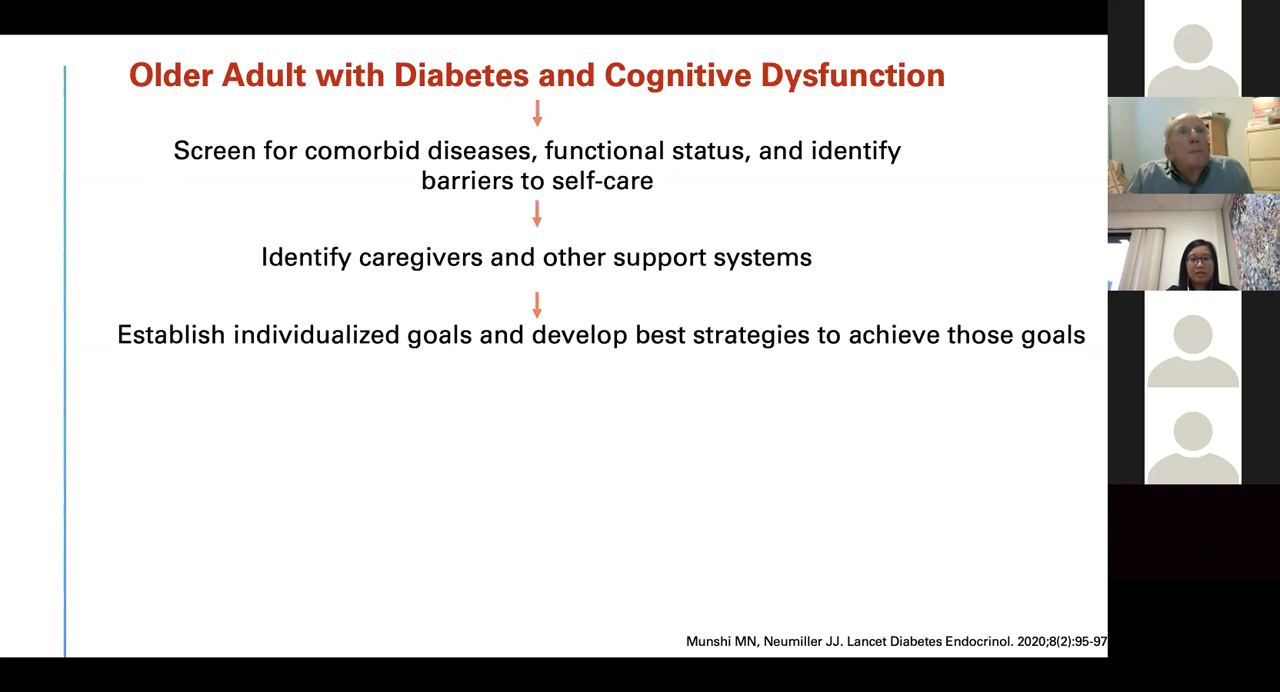 Older Adult with Diabetes and Cognitive Dysfunction
Screen for comorbid diseases, functional status, and identify
barriers to self-care
Identify caregivers and other support systems
Establish individualized goals and develop best strategies to achieve those goals
Munshi MN, Neumiller JJ. Lancet Diabetes Endocrinol. 2020;8(2):95-97